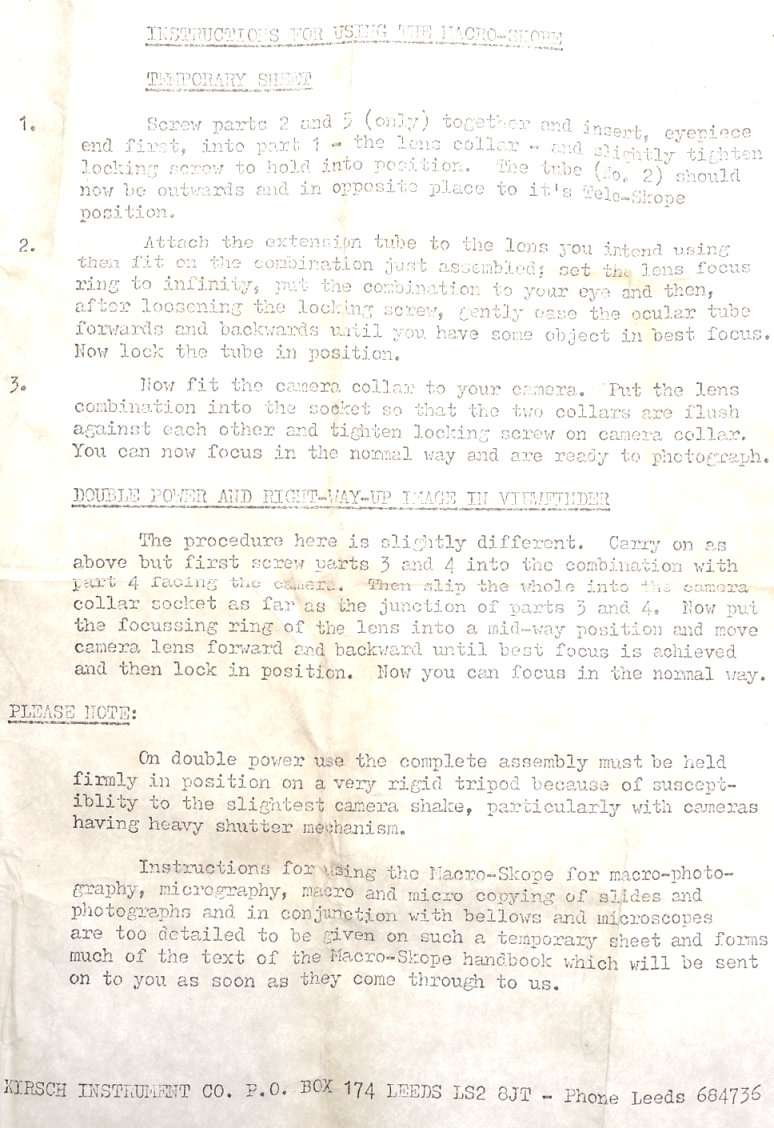 INSTRUCTIONS FOR USING THE MACRO-SKOPE
TEMPORARY SHEET
1. Screw parts 2 and 5 (only) together and insert, eyepiece
end first, into part 1 - the lens collar - and slightly tighten
locking screw to hold into position. The tube (No. 2) should
now be outwards and in opposite place to it's Tele-Skope
position.
2. Attach the extension tube to the lens you intend using
then fit on the combination just assembled; set the lens focus
ring to infinity, put the combination to your eye and then,
after loosening the locking screw, gently ease the ocular tube
forwards and backwards until you have some object in best focus.
Now lock the tube in position.
3. Now fit the camera collar to your camera. Put the lens
combination into the socket so that the two collars are flush
against each other and tighten locking screw on camera collar.
You can now focus in the normal way and are ready to photograph.
DOUBLE POWER AND RIGHT-WAY-UP IMAGE IN VIEWFINDER
The procedure here is slightly different. Carry on as
above but first screw parts 3 and 4 into the combination with
part 4 facing the camera. Then slip the whole into the camera
collar socket as far as the junction of parts 3 and 4. Now put
the focussing ring of the lens into a mid-way position and move
camera lens forward and backward until best focus is achieved
and then lock in position. Now you can focus in the normal way.
PLEASE NOTE:
On double power use the complete assembly must be held
firmly in position on a very rigid tripod because of suscept-
iblity to the slightest camera shake, particularly with cameras
having heavy shutter mechanism.
Instructions for using the Macro-Skope for macro-photo-
graphy, micrography, macro and micro copying of slides and
photographs and in conjunction with bellows and microscopes
are too detailed to be given on such a temporary sheet and forms
much of the text of the Macro-Skope handbook which will be sent
on to you as soon as they come through to us.
KIRSCH INSTRUMENT CO. P.O. BOX 174 LEEDS LS2 8JT - Phone Leeds 684736